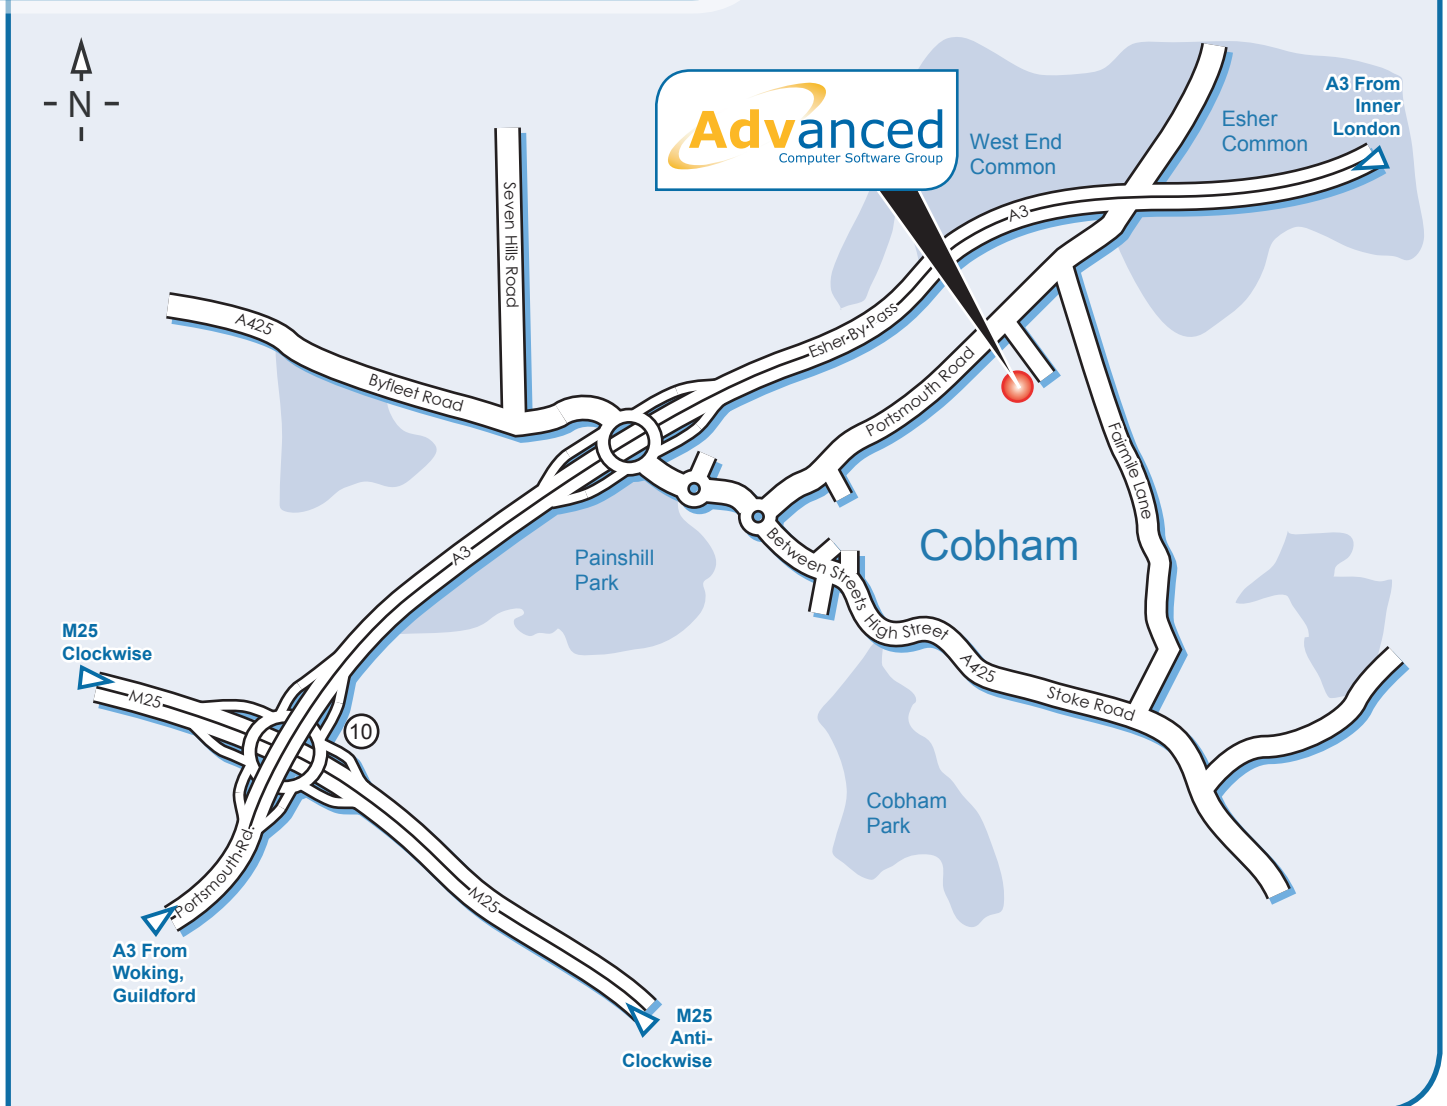 N
A3 From
Inner
London
Esher
Common
West End
Common
Advanced
Computer Software Group
Seven Hills Road
A3
A425
Esher-By-Pass
Byfleet Road
Portsmouth Road
Fairmile Lane
A3
Painshill
Park
Between Streets
Cobham
High Street
A425
Stoke Road
M25
Clockwise
M25
10
Cobham
Park
Portsmouth Rd.
M25
A3 From
Woking,
Guildford
M25
Anti-
Clockwise